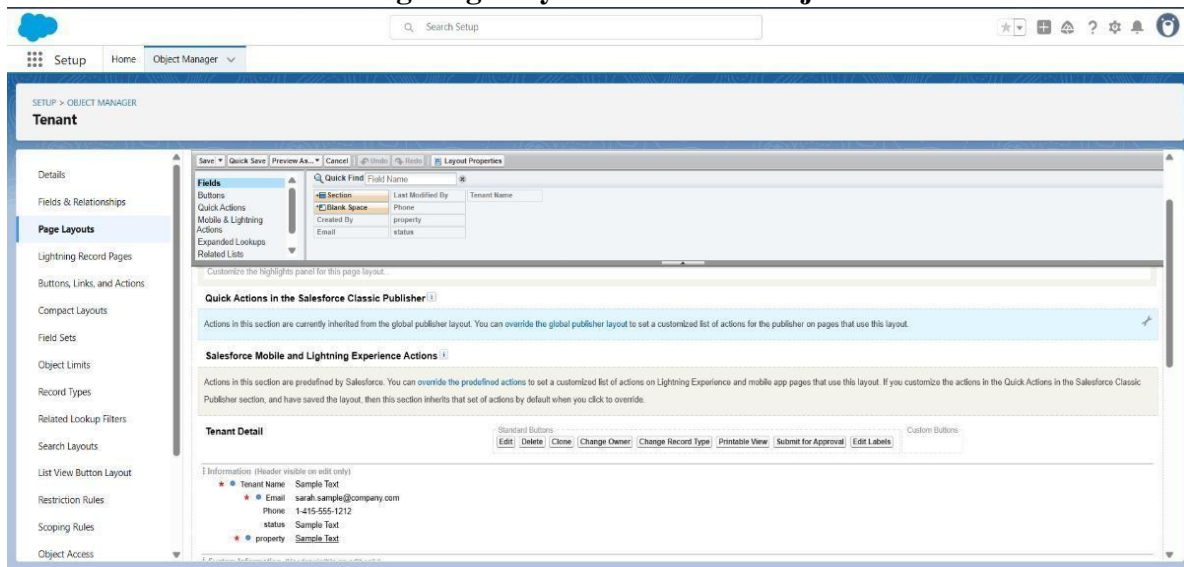 Search Setup
Setup Home Object Manager
SETUP > OBJECT MANAGER
Tenant
Details
Fields & Relationships
Page Layouts
Lightning Record Pages
Buttons, Links, and Actions
Compact Layouts
Field Sets
Object Limits
Record Types
Related Lookup Filters
Search Layouts
List View Button Layout
Restriction Rules
Scoping Rules
Object Access
Save Quick Save Preview As... Cancel Undo Redo Layout Properties
Fields
Buttons
Quick Actions
Mobile & Lightning
Actions
Expanded Lookups
Related Lists
Quick Find Field Name
Section Last Modified By Tenant Name
Blank Space Phone
Created By property
Email status
Customize the highlights panel for this page layout...
Quick Actions in the Salesforce Classic Publisher
Actions in this section are currently inherited from the global publisher layout. You can override the global publisher layout to set a customized list of actions for the publisher on pages that use this layout.
Salesforce Mobile and Lightning Experience Actions
Actions in this section are predefined by Salesforce. You can override the predefined actions to set a customized list of actions on Lightning Experience and mobile app pages that use this layout. If you customize the actions in the Quick Actions in the Salesforce Classic
Publisher section, and have saved the layout, then this section inherits that set of actions by default when you click to override.
Tenant Detail
Standard Buttons
Edit Delete Clone Change Owner Change Record Type Printable View Submit for Approval Edit Labels
Custom Buttons
Information (Header visible on edit only)
Tenant Name Sample Text
Email sarah.sample@company.com
Phone 1-415-555-1212
status Sample Text
property Sample Text